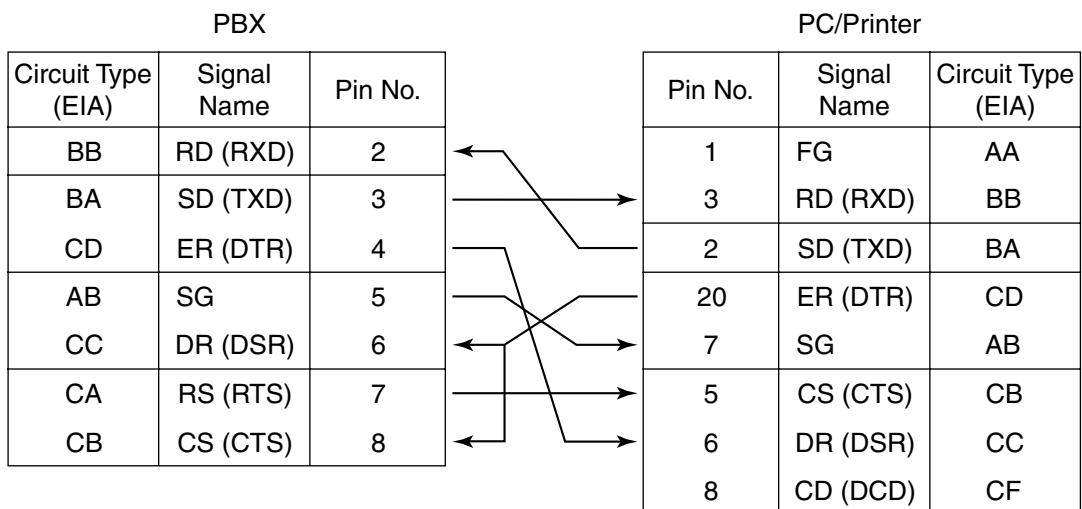 PBX
Circuit Type (EIA) Signal Name Pin No.
BB RD (RXD) 2
BA SD (TXD) 3
CD ER (DTR) 4
AB SG 5
CC DR (DSR) 6
CA RS (RTS) 7
CB CS (CTS) 8
PC/Printer
Pin No. Signal Name Circuit Type (EIA)
1 FG AA
3 RD (RXD) BB
2 SD (TXD) BA
20 ER (DTR) CD
7 SG AB
5 CS (CTS) CB
6 DR (DSR) CC
8 CD (DCD) CF